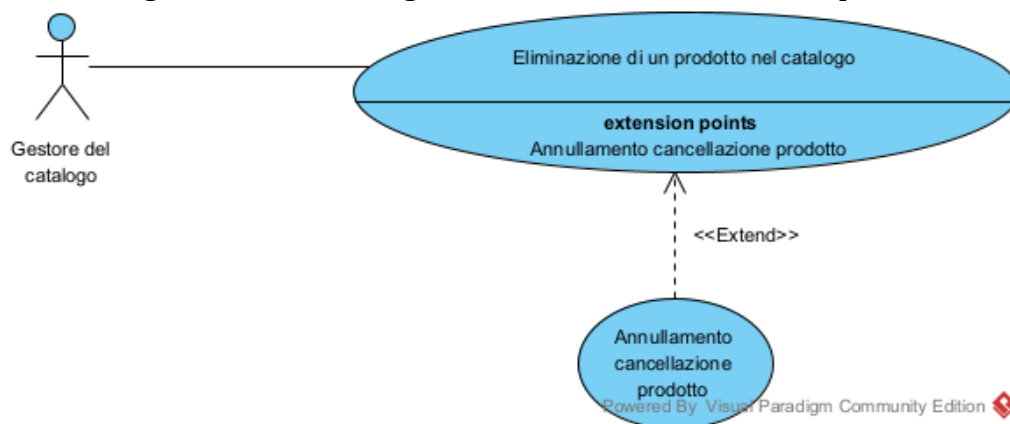 Eliminazione di un prodotto nel catalogo
extension points
Annullamento cancellazione prodotto
Gestore del
catalogo
<<Extend>>
Annullamento
cancellazione
prodotto
Powered By Visual Paradigm Community Edition